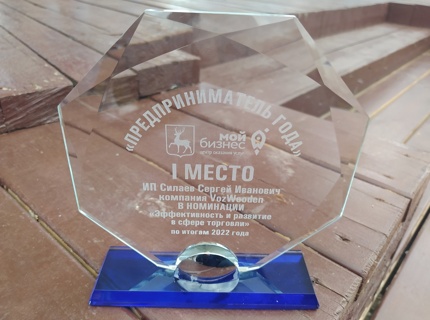 «ПРЕДПРИНИМАТЕЛЬ ГОДА»
мой
бизнес
I МЕСТО
ИП Силаев Сергей Иванович
компания VozWooden
В НОМИНАЦИИ
«Эффективность и развитие
в сфере торговли»
по итогам 2022 года